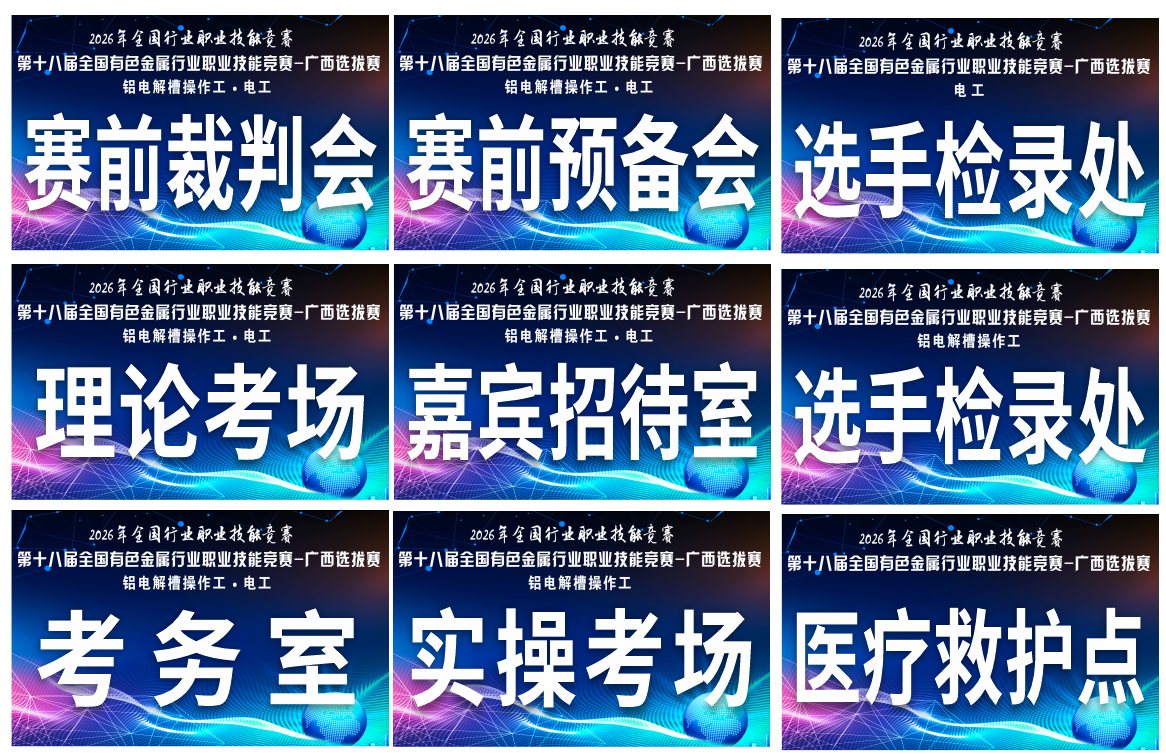 2026年全国行业职业技能竞赛
第十八届全国有色金属行业职业技能竞赛-广西选拔赛
铝电解槽操作工·电工
赛前裁判会
2026年全国行业职业技能竞赛
第十八届全国有色金属行业职业技能竞赛-广西选拔赛
铝电解槽操作工·电工
赛前预备会
2026年全国行业职业技能竞赛
第十八届全国有色金属行业职业技能竞赛-广西选拔赛
电工
选手检录处
2026年全国行业职业技能竞赛
第十八届全国有色金属行业职业技能竞赛-广西选拔赛
铝电解槽操作工·电工
理论考场
2026年全国行业职业技能竞赛
第十八届全国有色金属行业职业技能竞赛-广西选拔赛
铝电解槽操作工·电工
嘉宾招待室
2026年全国行业职业技能竞赛
第十八届全国有色金属行业职业技能竞赛-广西选拔赛
铝电解槽操作工
选手检录处
2026年全国行业职业技能竞赛
第十八届全国有色金属行业职业技能竞赛-广西选拔赛
铝电解槽操作工·电工
考务室
2026年全国行业职业技能竞赛
第十八届全国有色金属行业职业技能竞赛-广西选拔赛
铝电解槽操作工
实操考场
2026年全国行业职业技能竞赛
第十八届全国有色金属行业职业技能竞赛-广西选拔赛
医疗救护点